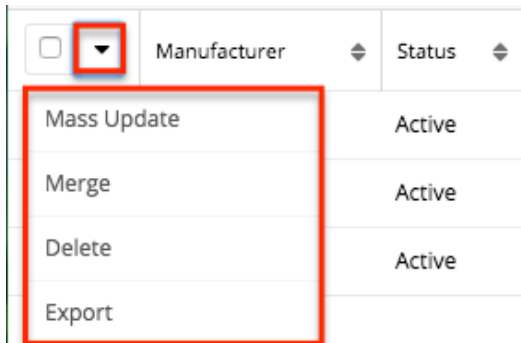 Manufacturer Status
Mass Update Active
Merge Active
Delete Active
Export